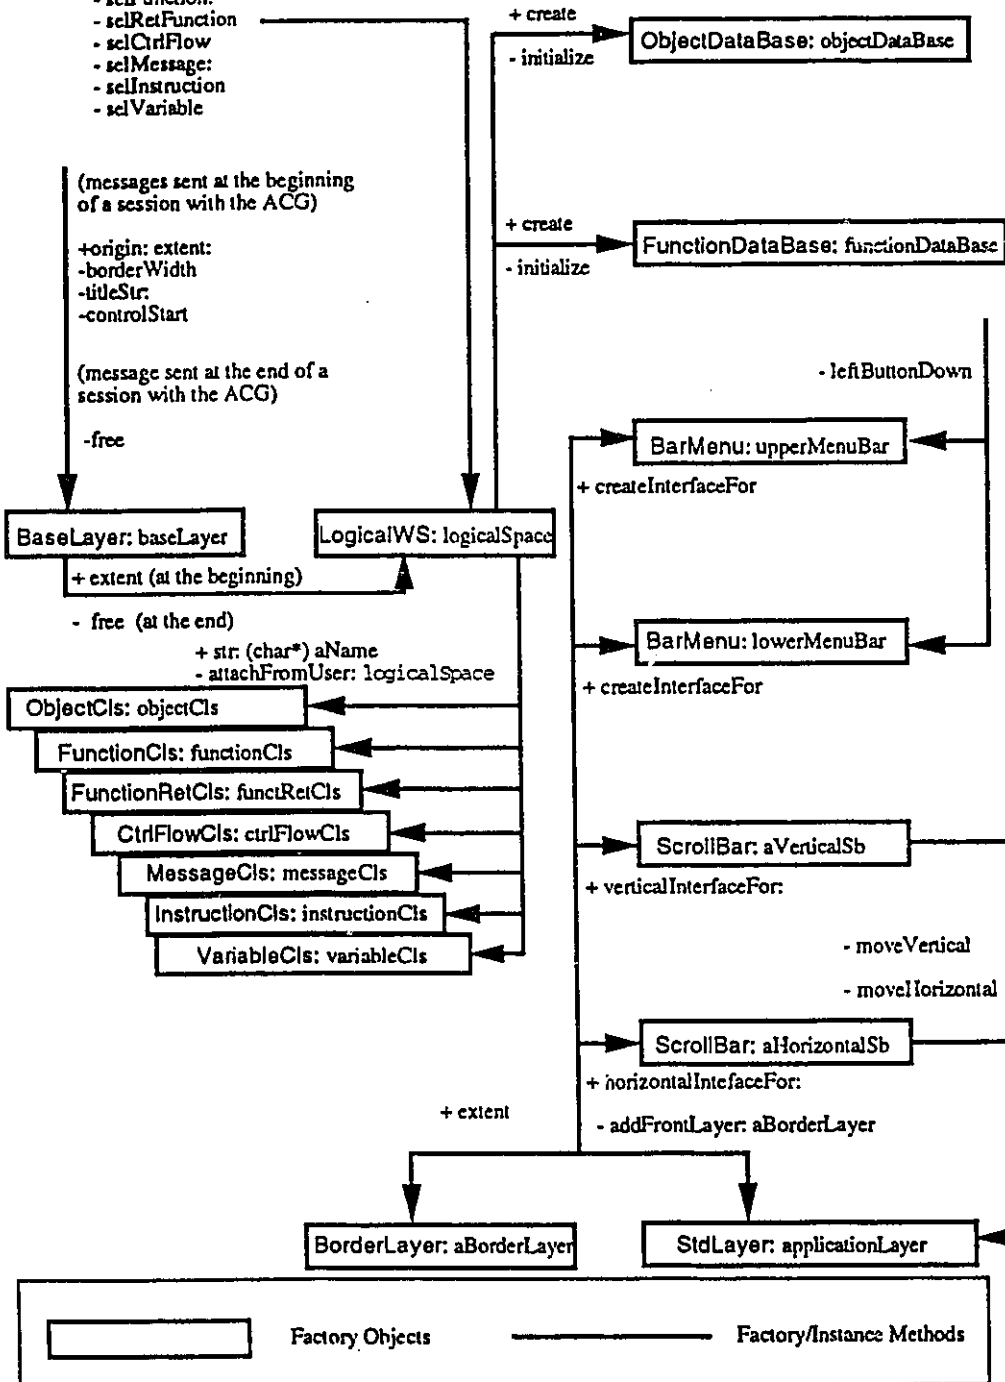 - selFunction:
- selRetFunction
- selCtrlFlow
- selMessage:
- selInstruction
- selVariable
+ create
- initialize
ObjectDataBase: objectDataBase
(messages sent at the beginning
of a session with the ACG)
+origin: extent:
-borderWidth
-titleStr:
-controlStart
(message sent at the end of a
session with the ACG)
-free
+ create
- initialize
FunctionDataBase: functionDataBase
- leftButtonDown
BarMenu: upperMenuBar
+ createInterfaceFor
BaseLayer: baseLayer
LogicalWS: logicalSpace
+ extent (at the beginning)
- free (at the end)
+ str: (char*) aName
- attachFromUser: logicalSpace
BarMenu: lowerMenuBar
+ createInterfaceFor
ObjectCls: objectCls
FunctionCls: functionCls
FunctionRetCls: functRetCls
CtrlFlowCls: ctrlFlowCls
MessageCls: messageCls
InstructionCls: instructionCls
VariableCls: variableCls
ScrollBar: aVerticalSb
+ verticalInterfaceFor:
- moveVertical
- moveHorizontal
ScrollBar: aHorizontalSb
+ horizontalIntefaceFor:
+ extent
- addFrontLayer: aBorderLayer
BorderLayer: aBorderLayer
StdLayer: applicationLayer
Factory Objects
Factory/Instance Methods